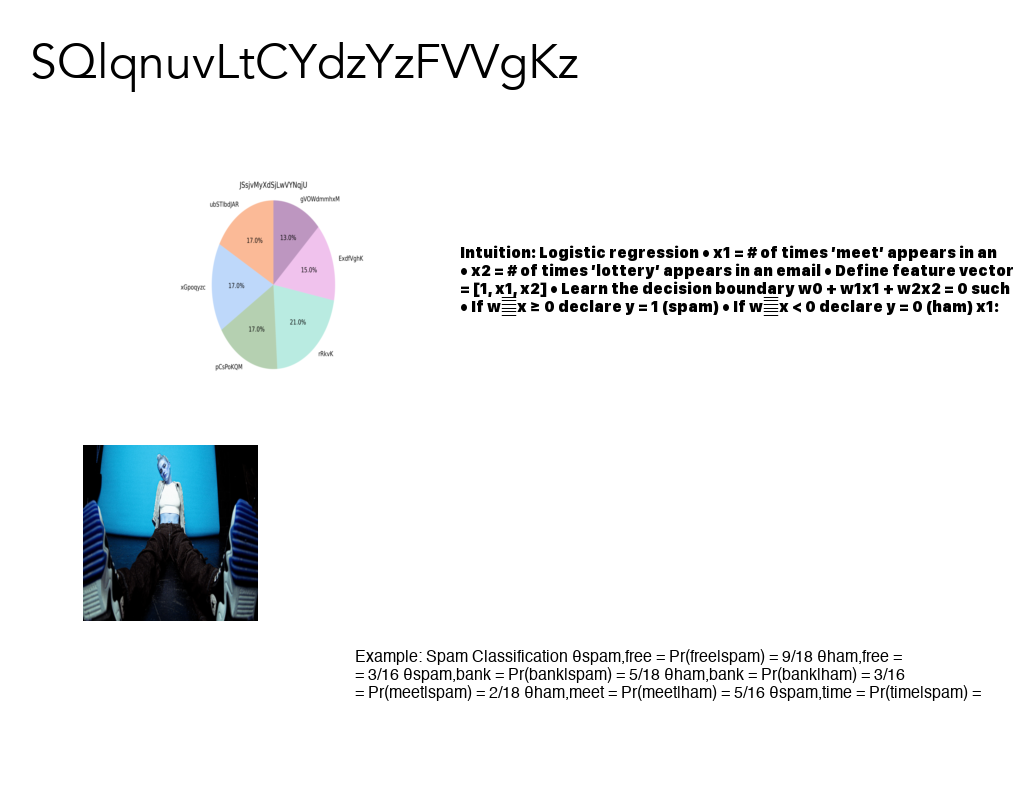 SQlqnuvLtCYdzYzFVVgKz
JSsjvMyXdSjLwVYNqjU
gVOWdmmhxM
ubSTlbdJAR
17.0%
13.0%
ExdfVghK
15.0%
xGpoqyzc
17.0%
21.0%
17.0%
rRkvK
pCsPoKQM
Intuition: Logistic regression • x1 = # of times 'meet' appears in an
• x2 = # of times 'lottery' appears in an email • Define feature vector
= [1, x1, x2] • Learn the decision boundary w0 + w1x1 + w2x2 = 0 such
• If w x ≥ 0 declare y = 1 (spam) • If w x < 0 declare y = 0 (ham) x1:
Example: Spam Classification θspam,free = Pr(free|spam) = 9/18 θham,free =
= 3/16 θspam,bank = Pr(bank|spam) = 5/18 θham,bank = Pr(bank|ham) = 3/16
= Pr(meet|spam) = 2/18 θham,meet = Pr(meet|ham) = 5/16 θspam,time = Pr(time|spam) =